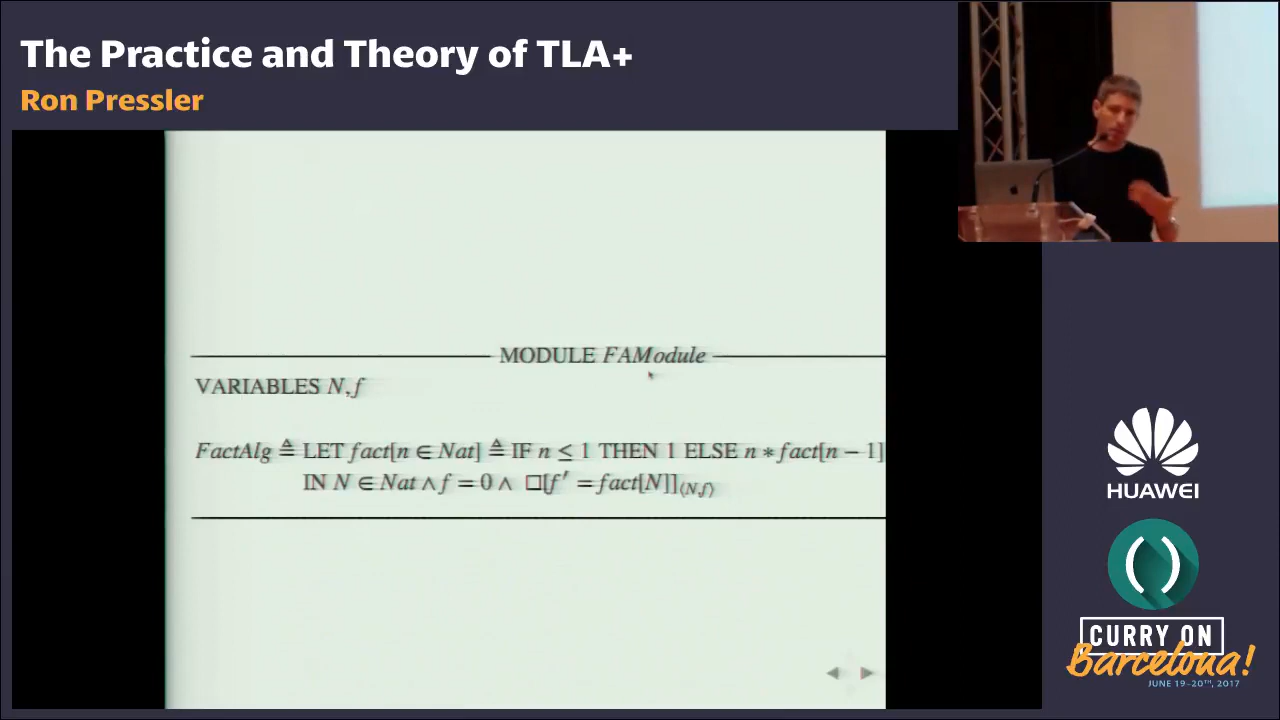 The Practice and Theory of TLA+
Ron Pressler
MODULE FAModule
VARIABLES N, f
FactAlg ≜ LET fact[n ∈ Nat] ≜ IF n ≤ 1 THEN 1 ELSE n * fact[n − 1]
IN N ∈ Nat ∧ f = 0 ∧ □[f′ = fact[N]]⟨N,f⟩
HUAWEI
CURRY ON
Barcelona!
JUNE 19-20TH, 2017